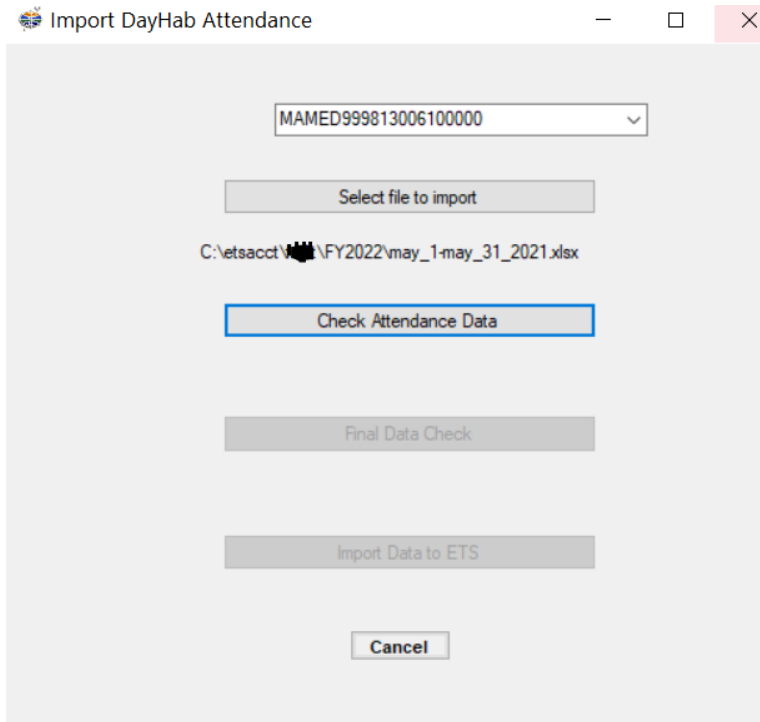 Import DayHab Attendance
MAMED999813006100000
Select file to import
C:\etsacct\ \FY2022\may_1-may_31_2021.xlsx
Check Attendance Data
Final Data Check
Import Data to ETS
Cancel